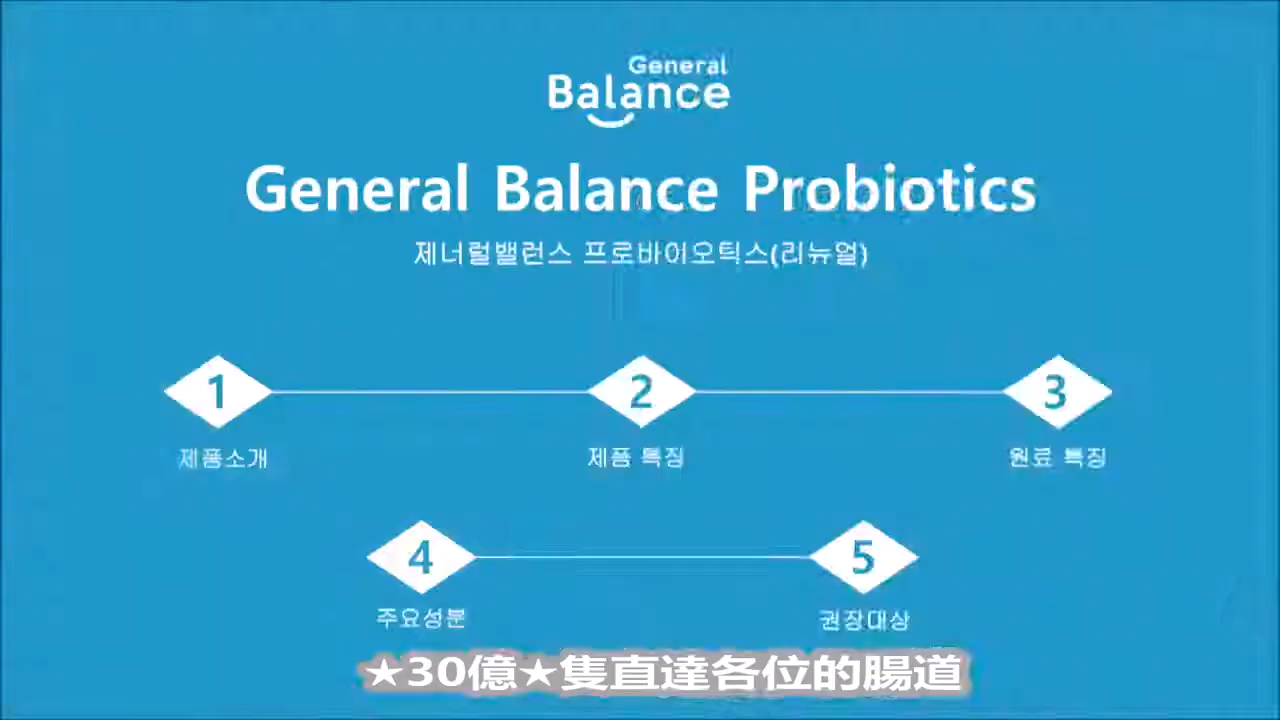 General
Balance
General Balance Probiotics
제너럴밸런스 프로바이오틱스(리뉴얼)
1
2
3
제품소개
제품 특징
원료 특징
4
5
주요성분
권장대상
★30億★隻直達各位的腸道